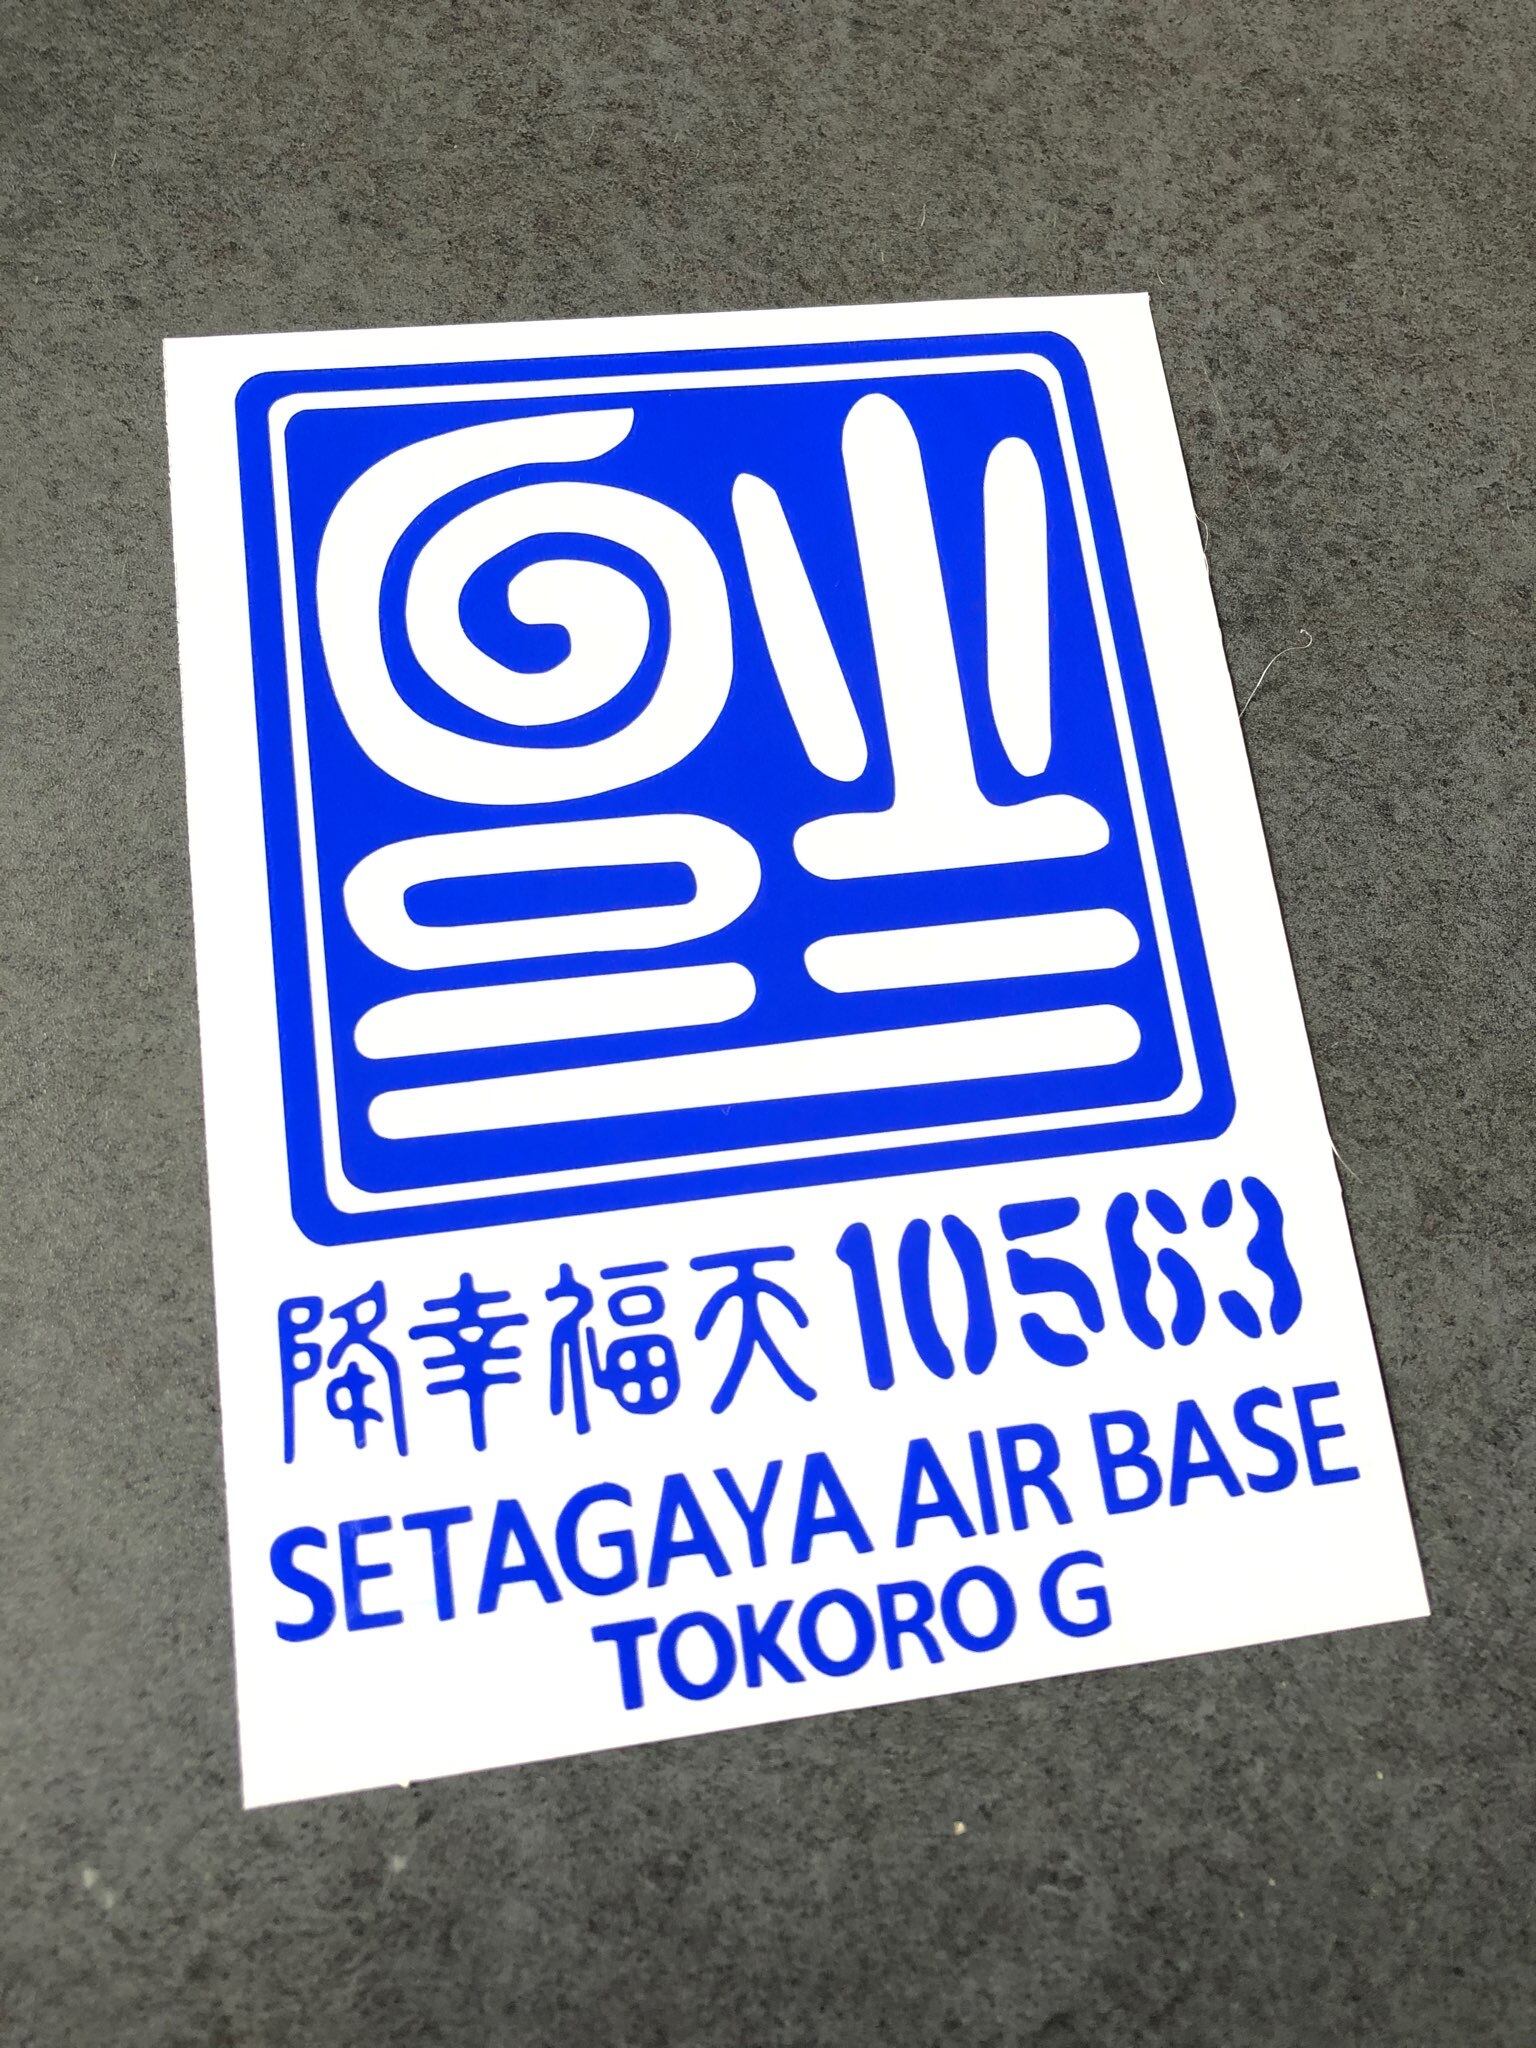 降幸福天10563
SETAGAYA AIR BASE
TOKORO G